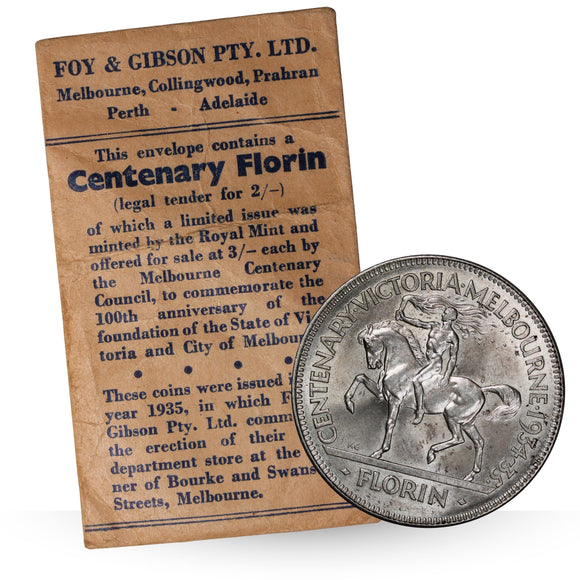 FOY & GIBSON PTY. LTD.
Melbourne, Collingwood, Prahran
Perth - Adelaide
This envelope contains a
Centenary Florin
(legal tender for 2/-)
of which a limited issue was
minted by the Royal Mint and
offered for sale at 3/- each by
the Melbourne Centenary
Council, to commemorate the
100th anniversary of the
foundation of the State of Vi
toria and City of Melbou
These coins were issued
year 1935, in which F
Gibson Pty. Ltd. comm
the erection of their
department store at the
ner of Bourke and Swans
Streets, Melbourne.
CENTENARY·VICTORIA·MELBOURNE·1934-35
KG
FLORIN